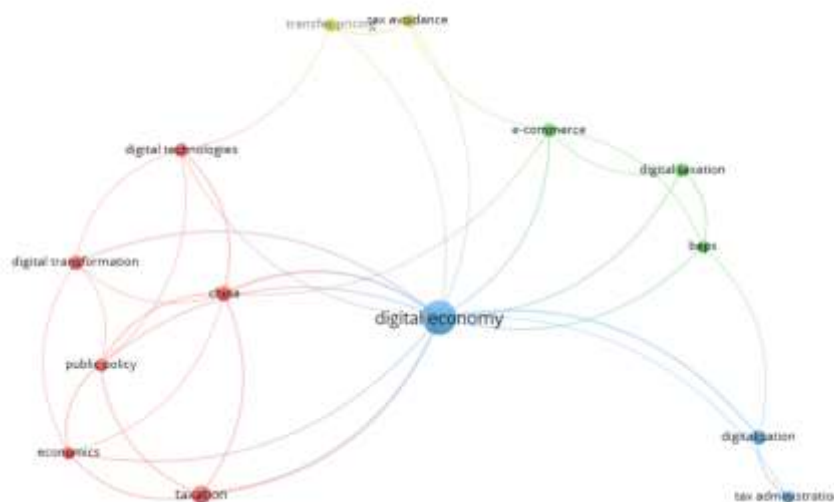 transfer pricing
tax avoidance
e-commerce
digital technologies
digital taxation
beps
digital transformation
china
digital economy
public policy
digitalization
economics
taxation
tax administration